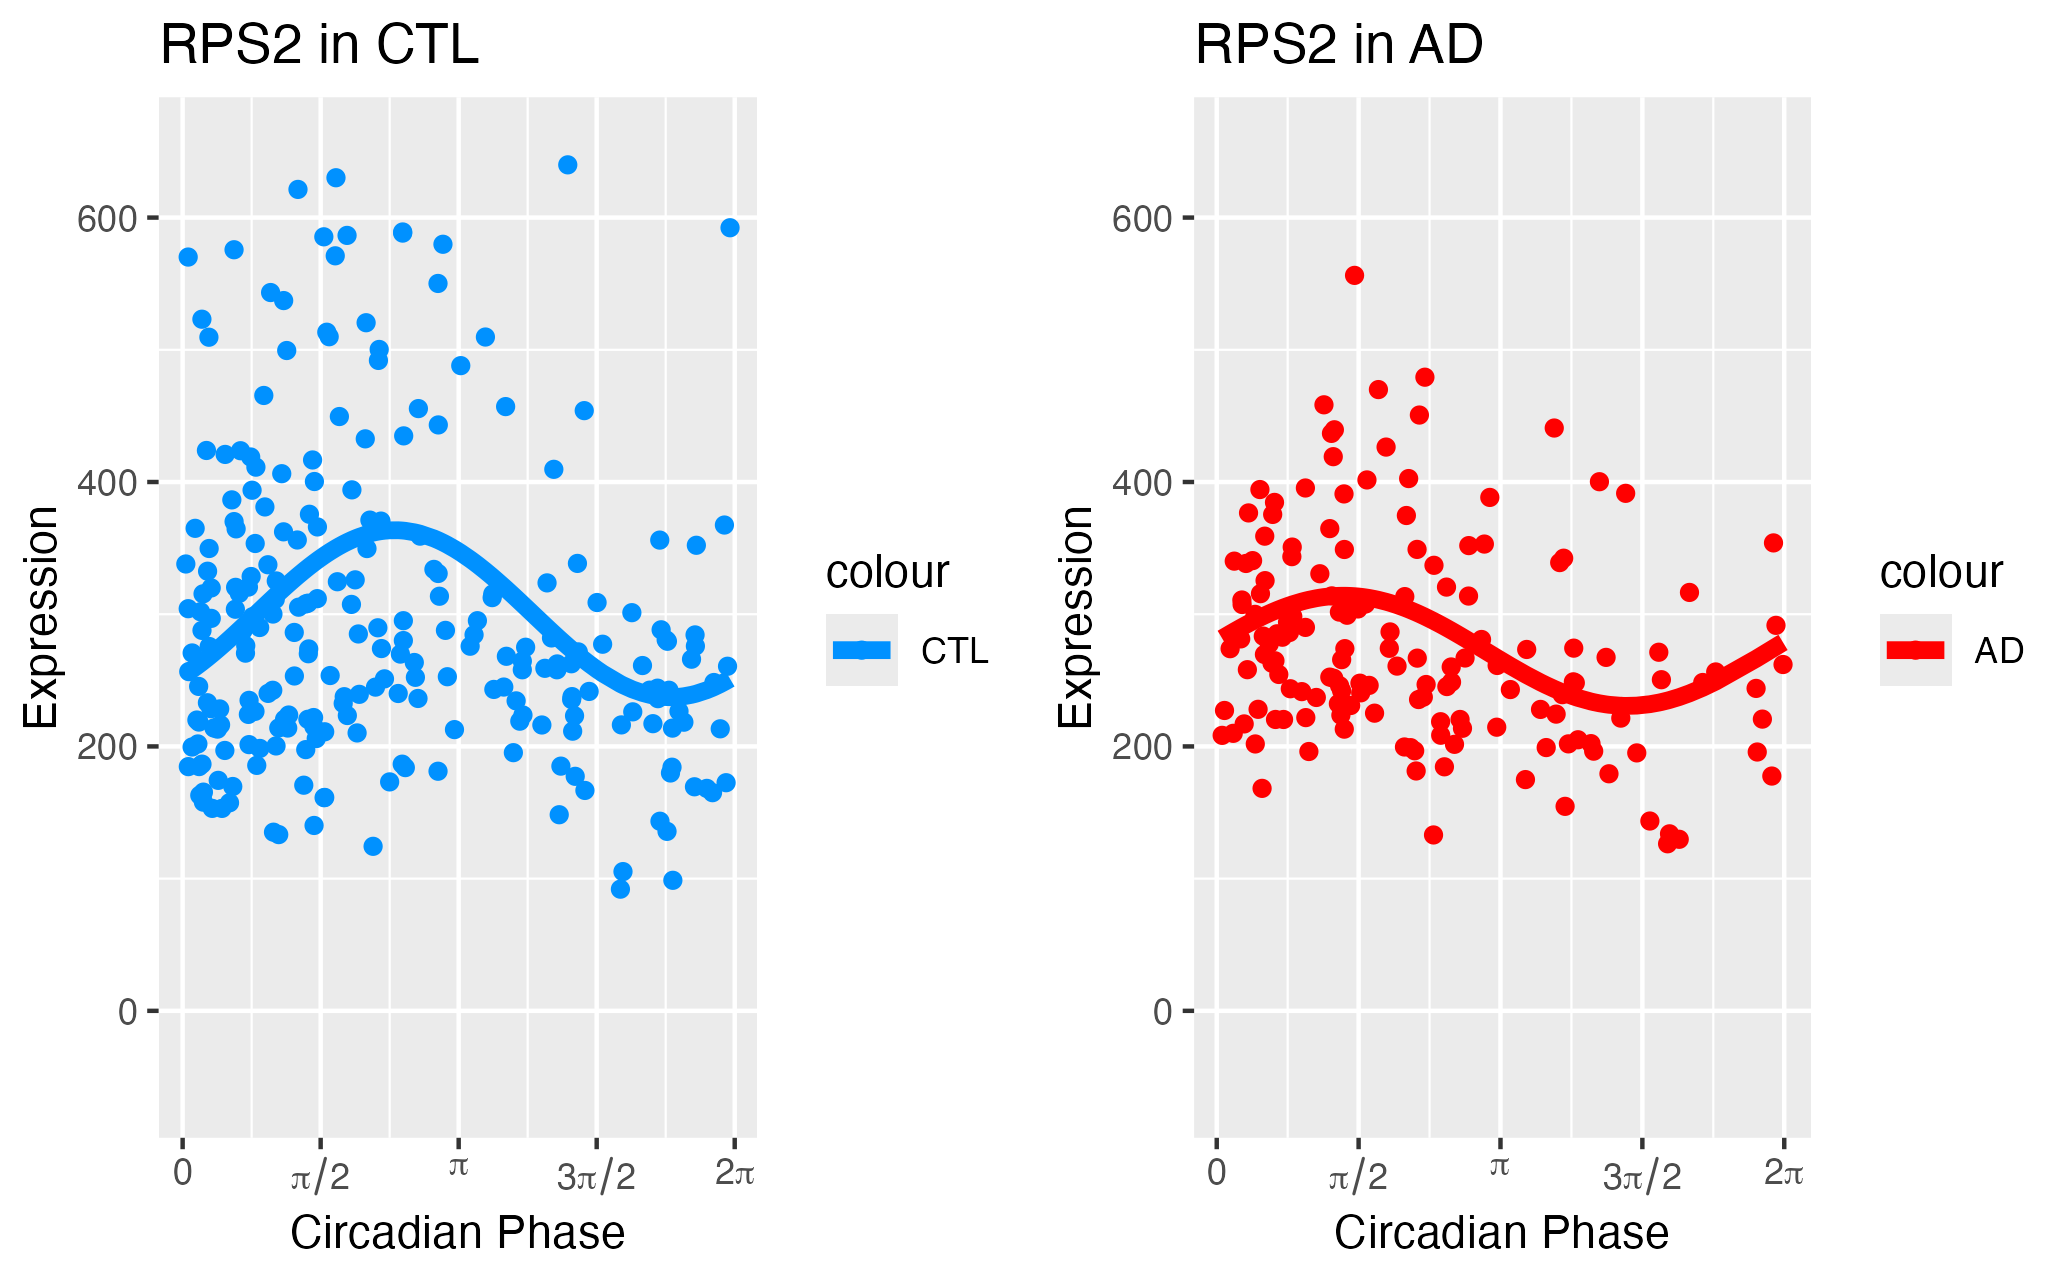 RPS2 in CTL
Expression
600
400
200
0
0
π/2
π
3π/2
2π
Circadian Phase
colour
CTL
RPS2 in AD
Expression
600
400
200
0
0
π/2
π
3π/2
2π
Circadian Phase
colour
AD